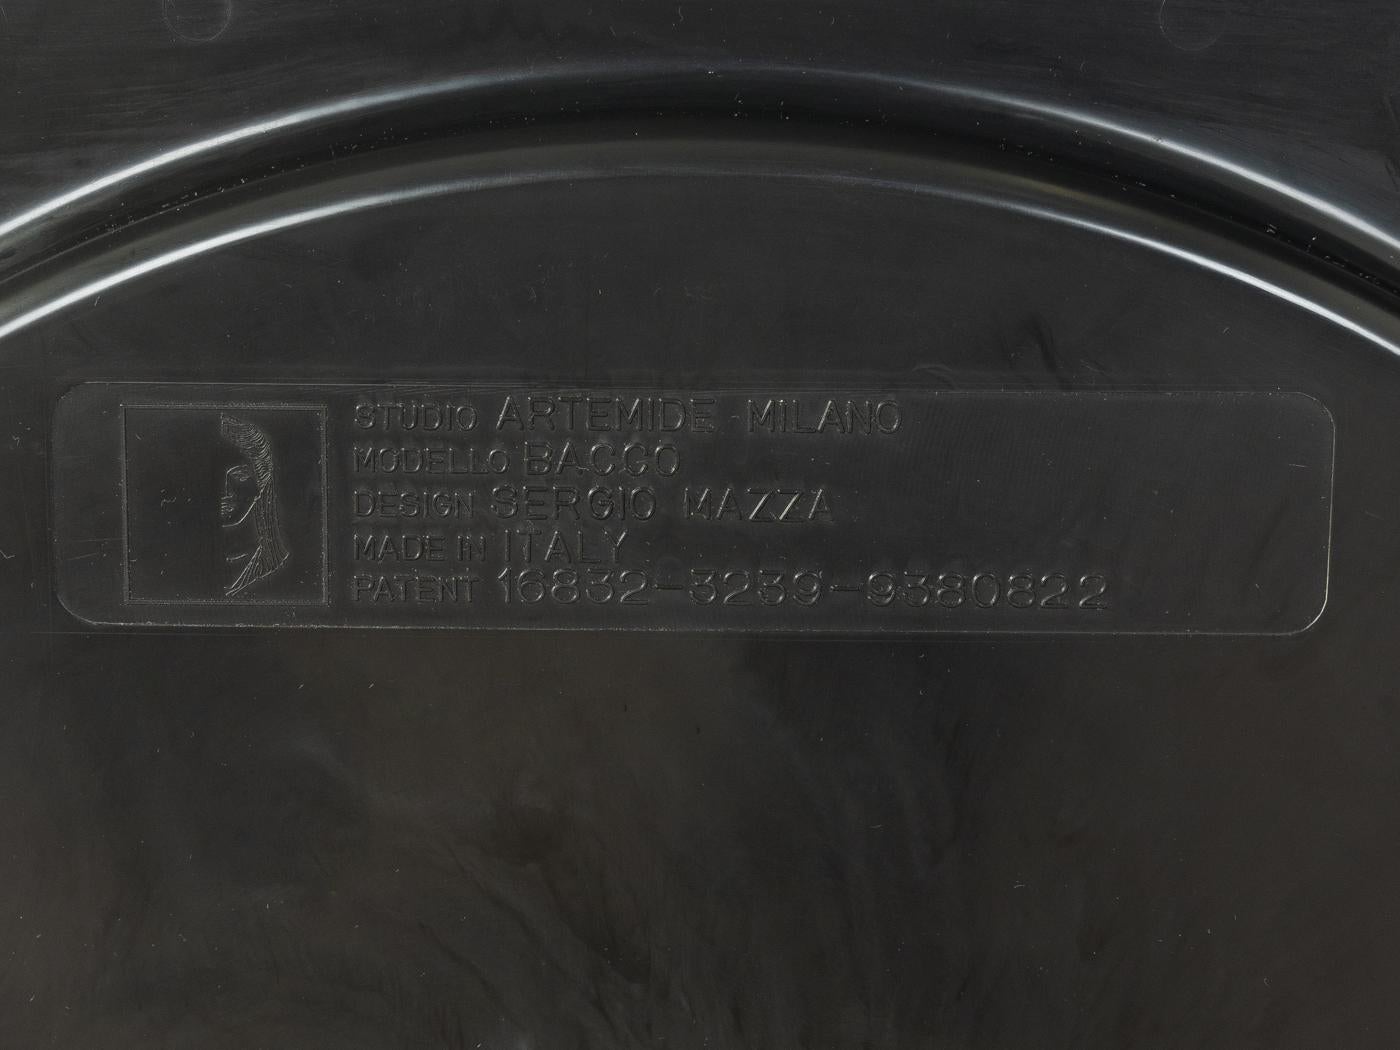 STUDIO ARTEMIDE MILANO
MODELLO BACCO
DESIGN SERGIO MAZZA
MADE IN ITALY
PATENT 16832-3239-9380822